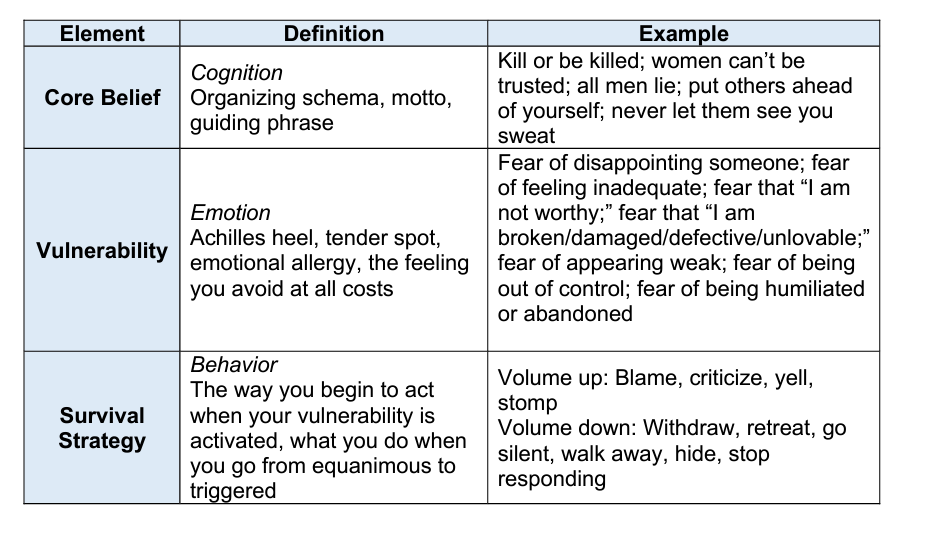 Element Definition Example
Core Belief
Cognition
Organizing schema, motto,
guiding phrase
Kill or be killed; women can’t be
trusted; all men lie; put others ahead
of yourself; never let them see you
sweat
Vulnerability
Emotion
Achilles heel, tender spot,
emotional allergy, the feeling
you avoid at all costs
Fear of disappointing someone; fear
of feeling inadequate; fear that “I am
not worthy;” fear that “I am
broken/damaged/defective/unlovable;”
fear of appearing weak; fear of being
out of control; fear of being humiliated
or abandoned
Survival
Strategy
Behavior
The way you begin to act
when your vulnerability is
activated, what you do when
you go from equanimous to
triggered
Volume up: Blame, criticize, yell,
stomp
Volume down: Withdraw, retreat, go
silent, walk away, hide, stop
responding